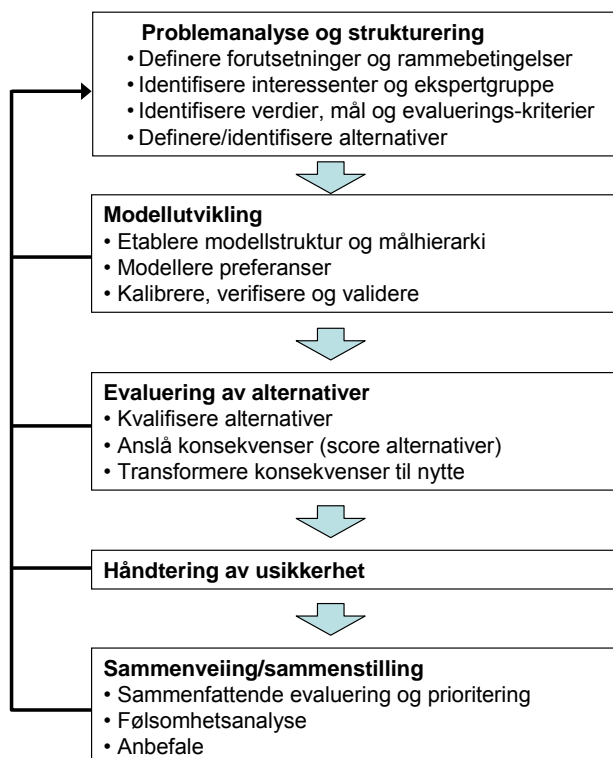 Problemanalyse og strukturering
• Definere forutsetninger og rammebetingelser
• Identifisere interessenter og ekspertgruppe
• Identifisere verdier, mål og evaluerings-kriterier
• Definere/identifisere alternativer
Modellutvikling
• Etablere modellstruktur og målhierarki
• Modellere preferanser
• Kalibrere, verifisere og validere
Evaluering av alternativer
• Kvalifisere alternativer
• Anslå konsekvenser (score alternativer)
• Transformere konsekvenser til nytte
Håndtering av usikkerhet
Sammenveiing/sammenstilling
• Sammenfattende evaluering og prioritering
• Følsomhetsanalyse
• Anbefale